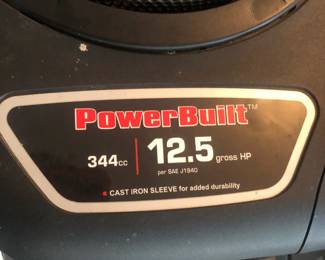 PowerBuilt™
344cc | 12.5 gross HP
per SAE J1940
CAST IRON SLEEVE for added durability